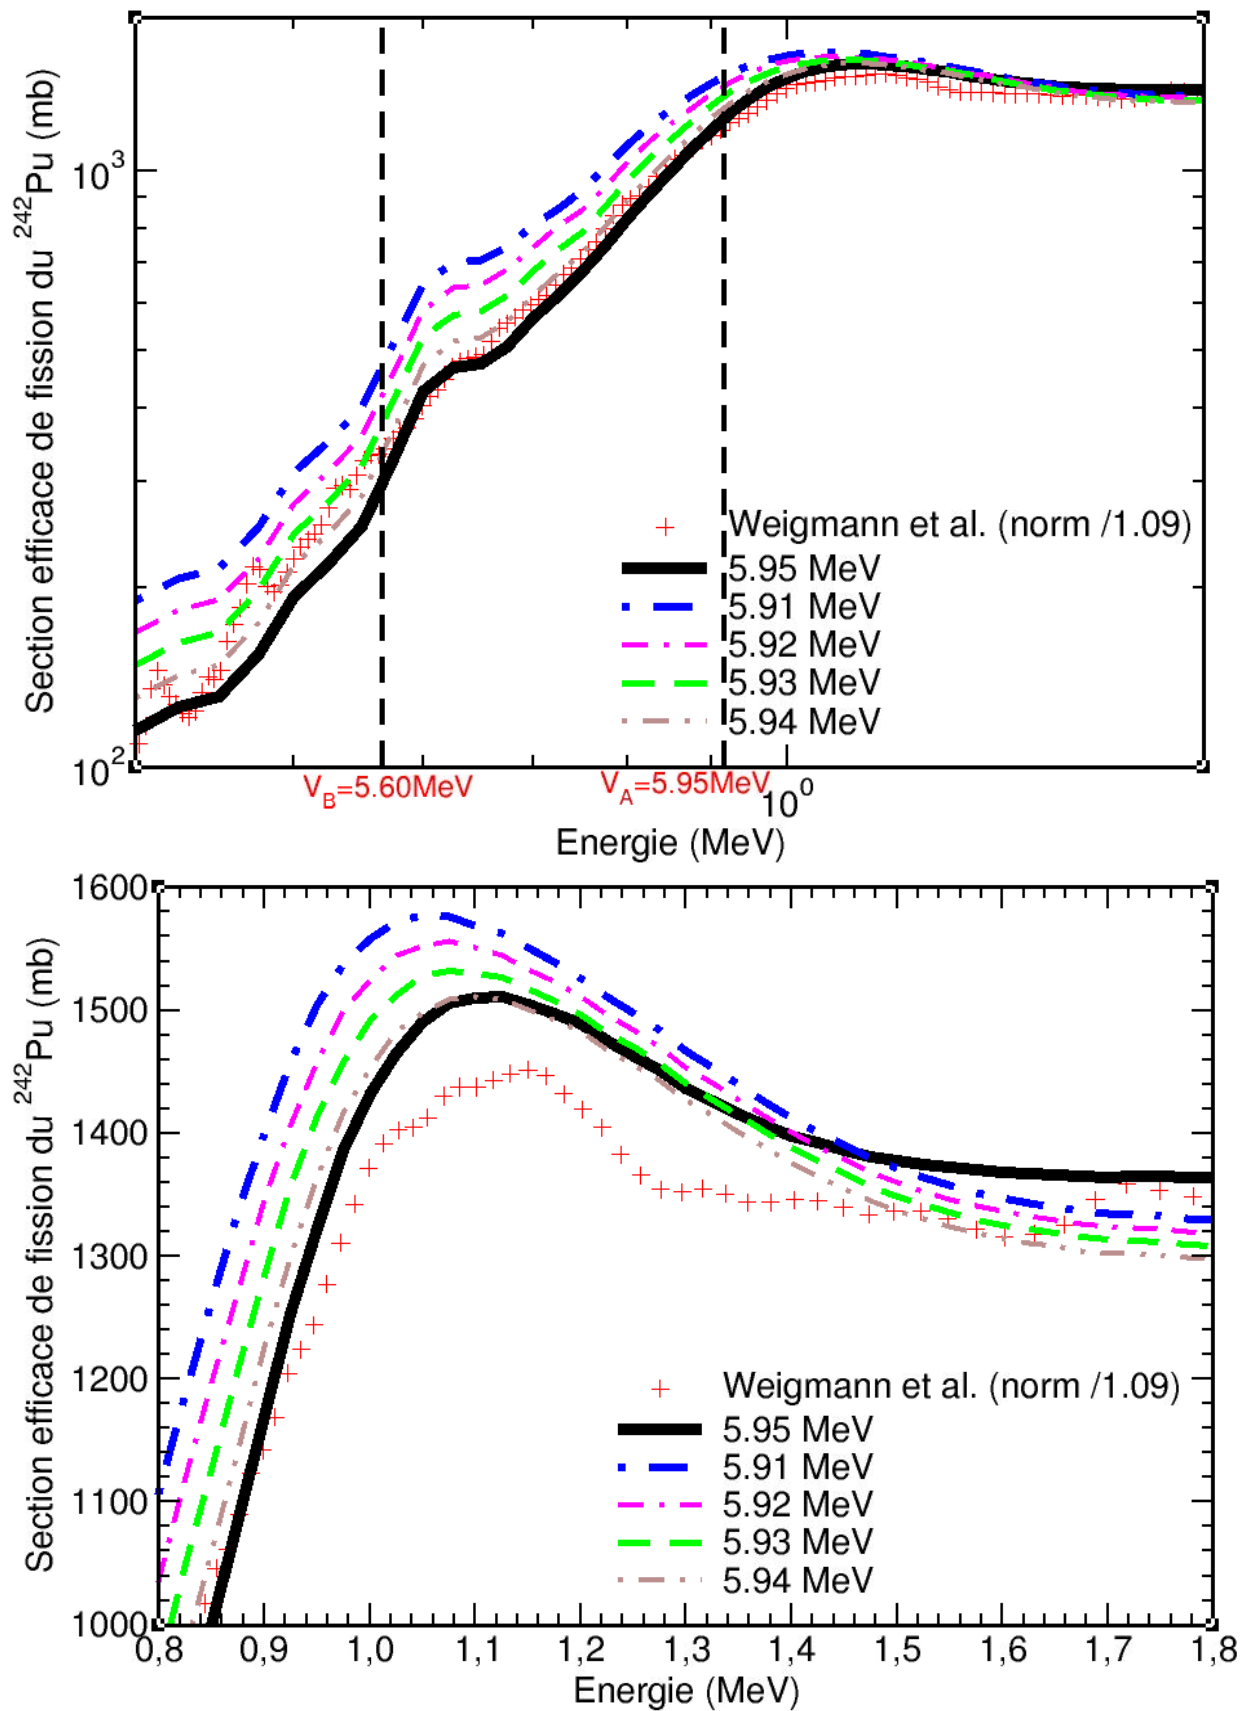 Section efficace de fission du ²⁴²Pu (mb)
10³
10²
Weigmann et al. (norm /1.09)
5.95 MeV
5.91 MeV
5.92 MeV
5.93 MeV
5.94 MeV
V_B=5.60MeV
V_A=5.95MeV
10⁰
Energie (MeV)
Section efficace de fission du ²⁴²Pu (mb)
1600
1500
1400
1300
1200
1100
1000
Weigmann et al. (norm /1.09)
5.95 MeV
5.91 MeV
5.92 MeV
5.93 MeV
5.94 MeV
0,8 0,9 1,0 1,1 1,2 1,3 1,4 1,5 1,6 1,7 1,8
Energie (MeV)